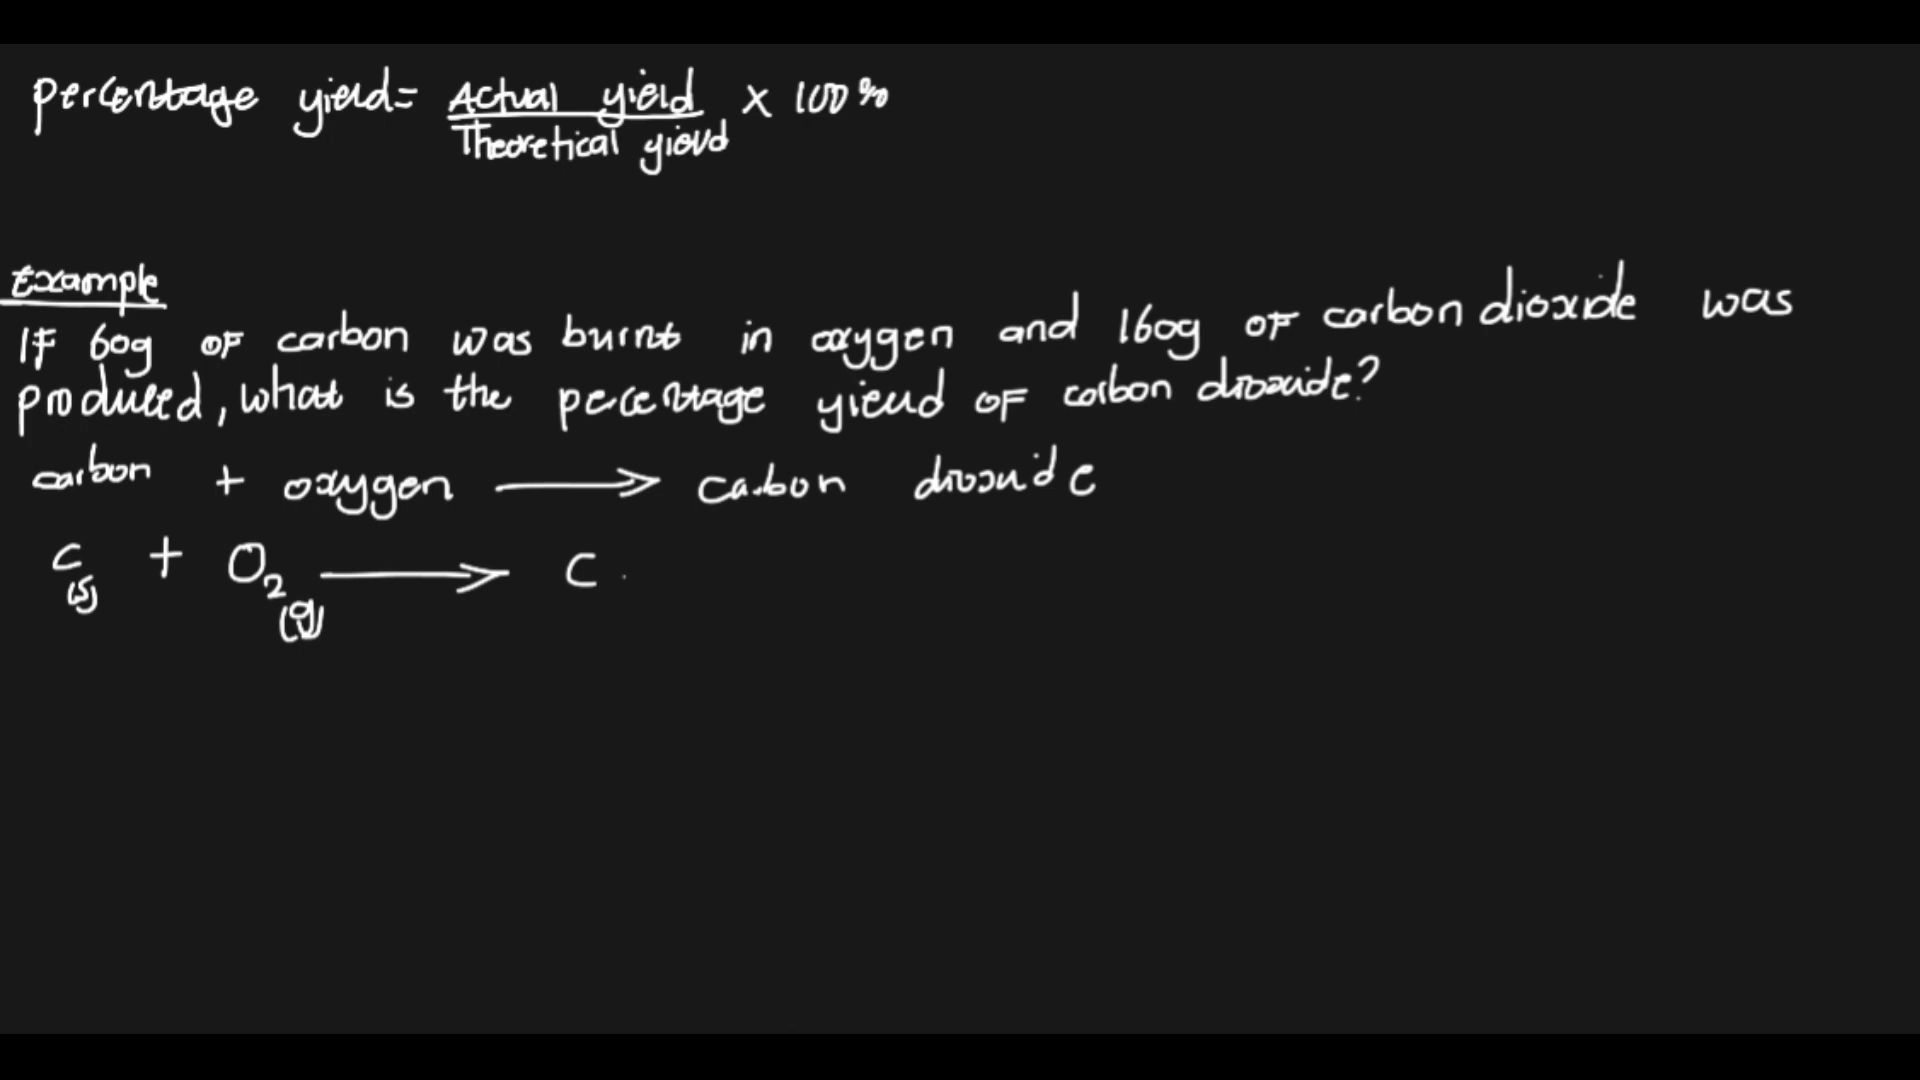 Percentage yield = Actual yield / Theoretical yield x 100%
Example
If 60g of carbon was burnt in oxygen and 160g of carbon dioxide was
produced, what is the percentage yield of carbon dioxide?
carbon + oxygen ⟶ carbon dioxide
C(s) + O2(g) ⟶ C